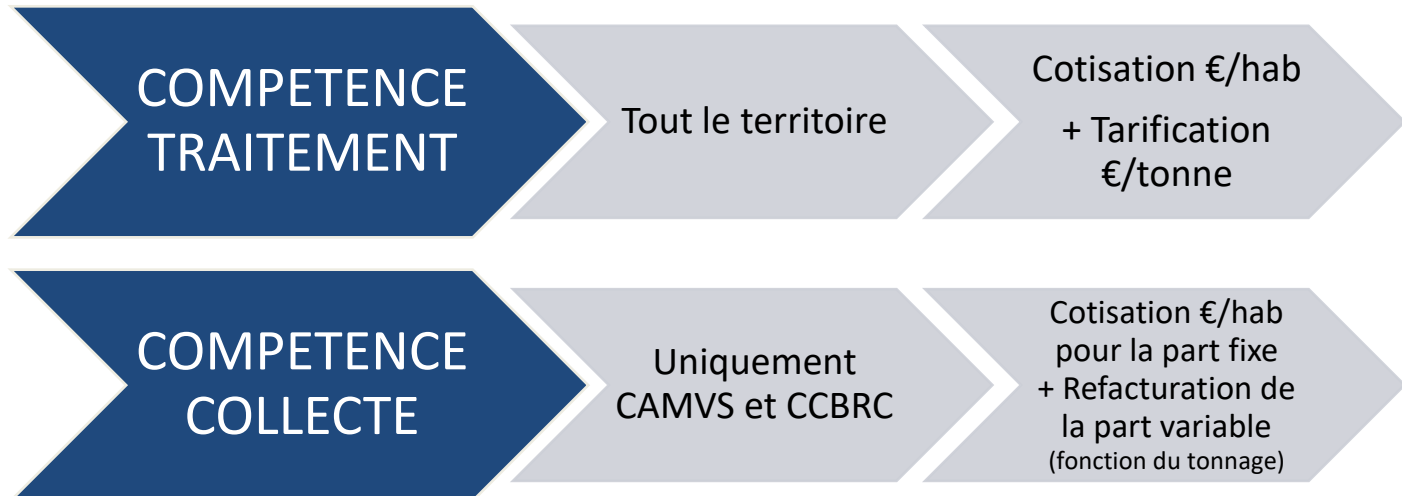 COMPETENCE
TRAITEMENT
Tout le territoire
Cotisation €/hab
+ Tarification
€/tonne
COMPETENCE
COLLECTE
Uniquement
CAMVS et CCBRC
Cotisation €/hab
pour la part fixe
+ Refacturation de
la part variable
(fonction du tonnage)